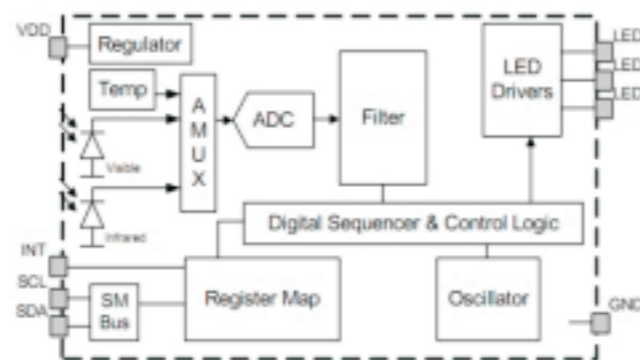 VDD
Regulator
LED
LED
LED
Temp
A
M
U
X
ADC
Filter
LED
Drivers
Visible
Infrared
Digital Sequencer & Control Logic
INT
SCL
SDA
SM
Bus
Register Map
Oscillator
GND